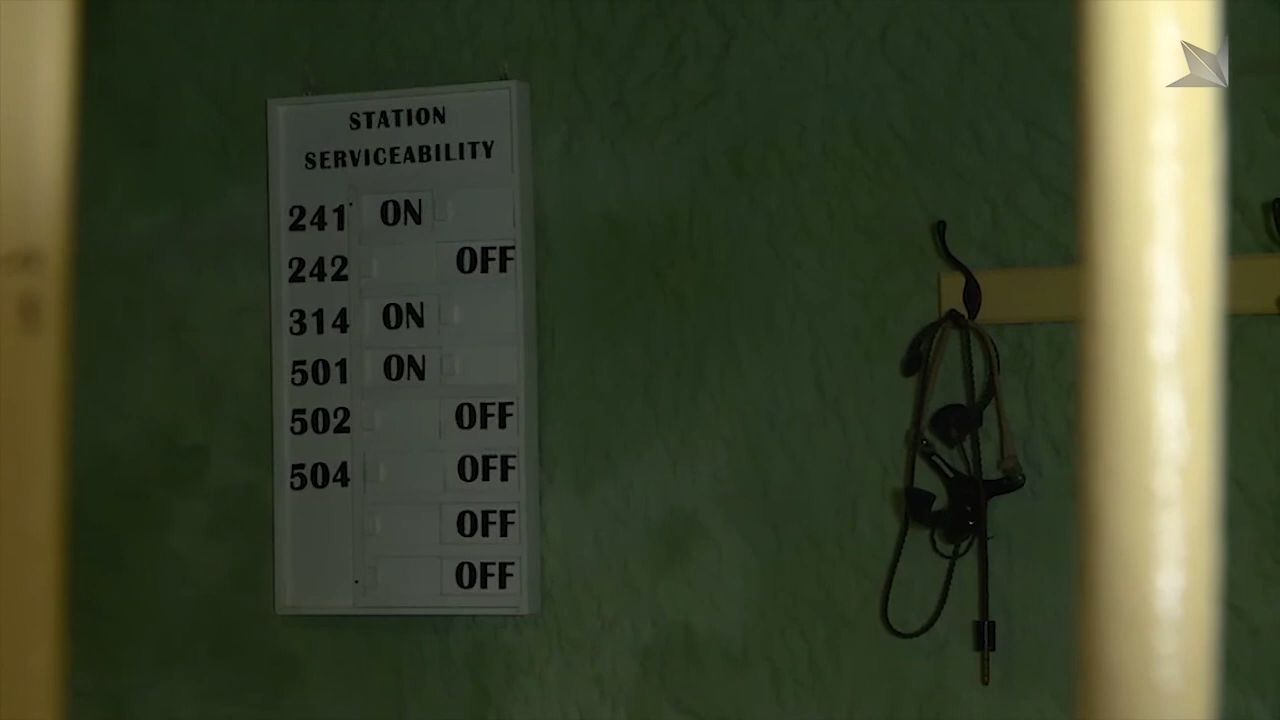 STATION
SERVICEABILITY
241 ON
242 OFF
314 ON
501 ON
502 OFF
504 OFF
OFF
OFF